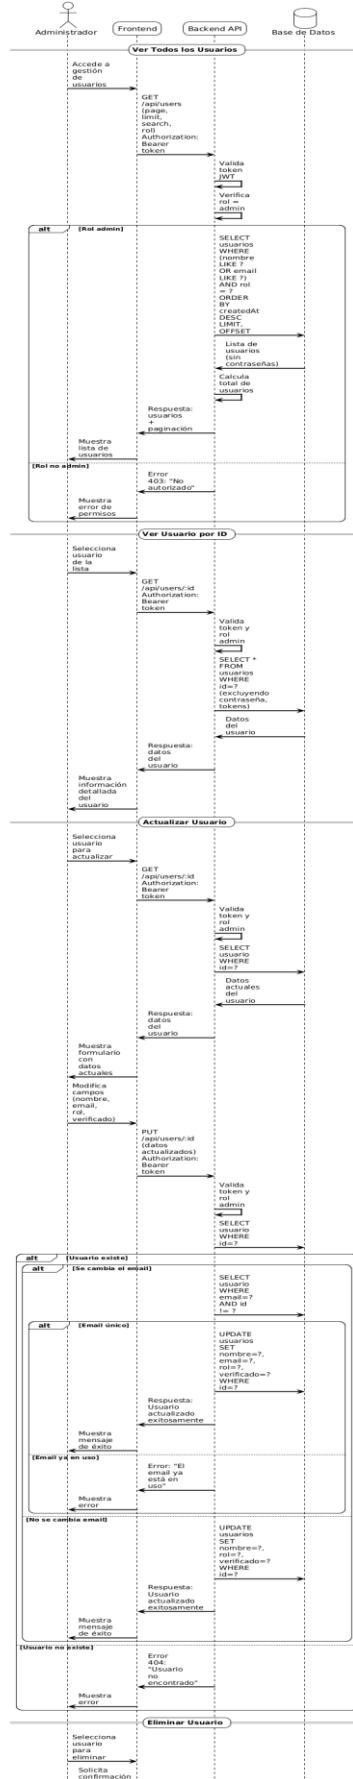 Administrador
Frontend
Backend API
Base de Datos
Ver Todos los Usuarios
Accede a
gestión
de
usuarios
GET
/api/users
(page,
limit,
search,
rol)
Authorization:
Bearer
token
Valida
token
JWT
Verifica
rol =
admin
alt
[Rol admin]
SELECT
usuarios
WHERE
(nombre
LIKE ?
OR email
LIKE ?)
AND rol
= ?
ORDER
BY
createdAt
DESC
LIMIT,
OFFSET
Lista de
usuarios
(sin
contraseñas)
Calcula
total de
usuarios
Respuesta:
usuarios
+
paginación
Muestra
lista de
usuarios
[Rol no admin]
Error
403: "No
autorizado"
Muestra
error de
permisos
Ver Usuario por ID
Selecciona
usuario
de la
lista
GET
/api/users/:id
Authorization:
Bearer
token
Valida
token y
rol
admin
SELECT *
FROM
usuarios
WHERE
id=?
(excluyendo
contraseña,
tokens)
Datos
del
usuario
Respuesta:
datos
del
usuario
Muestra
información
detallada
del
usuario
Actualizar Usuario
Selecciona
usuario
para
actualizar
GET
/api/users/:id
Authorization:
Bearer
token
Valida
token y
rol
admin
SELECT
usuario
WHERE
id=?
Datos
actuales
del
usuario
Respuesta:
datos
del
usuario
Muestra
formulario
con
datos
actuales
Modifica
campos
(nombre,
email,
rol,
verificado)
PUT
/api/users/:id
(datos
actualizados)
Authorization:
Bearer
token
Valida
token y
rol
admin
SELECT
usuario
WHERE
id=?
alt
[Usuario existe]
alt
[Se cambia el email]
SELECT
usuario
WHERE
email=?
AND id
!= ?
alt
[Email único]
UPDATE
usuarios
SET
nombre=?,
email=?,
rol=?,
verificado=?
WHERE
id=?
Respuesta:
Usuario
actualizado
exitosamente
Muestra
mensaje
de éxito
[Email ya en uso]
Error: "El
email ya
está en
uso"
Muestra
error
[No se cambia email]
UPDATE
usuarios
SET
nombre=?,
rol=?,
verificado=?
WHERE
id=?
Respuesta:
Usuario
actualizado
exitosamente
Muestra
mensaje
de éxito
[Usuario no existe]
Error
404:
"Usuario
no
encontrado"
Muestra
error
Eliminar Usuario
Selecciona
usuario
para
eliminar
Solicita
confirmación